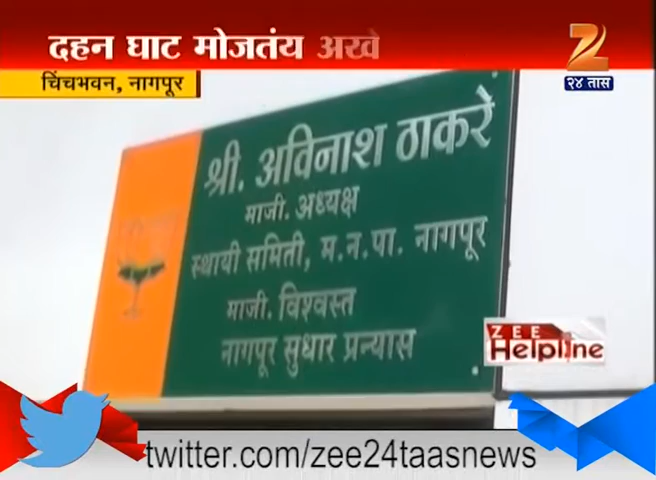 दहन घाट मोजतंय अखे
२४ तास
चिंचभवन, नागपूर
श्री. अविनाश ठाकरे
माजी. अध्यक्ष
स्थायी समिती, म.न.पा. नागपूर
माजी. विश्वस्त
नागपूर सुधार प्रन्यास
ZEE
Helpline
twitter.com/zee24taasnews